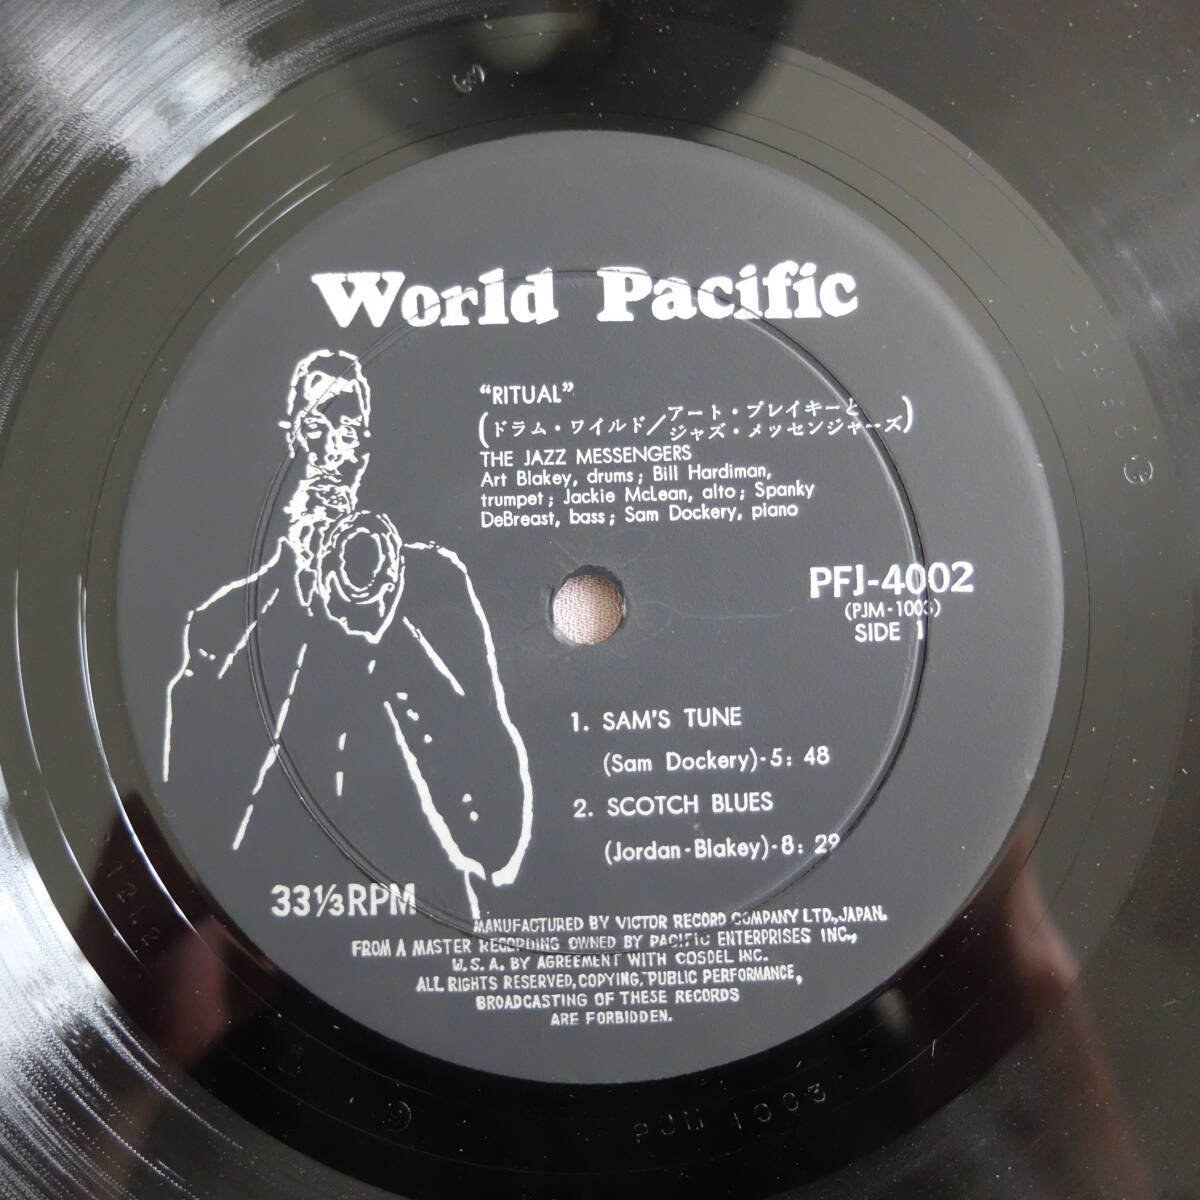 World Pacific
“RITUAL”
(ドラム・ワイルド／アート・ブレイキーと
ジャズ・メッセンジャーズ)
THE JAZZ MESSENGERS
Art Blakey, drums; Bill Hardiman,
trumpet; Jackie McLean, alto; Spanky
DeBreast, bass; Sam Dockery, piano
PFJ-4002
(PJM-1003)
SIDE 1
1. SAM'S TUNE
(Sam Dockery)-5: 48
2. SCOTCH BLUES
(Jordan-Blakey)-8: 29
33⅓RPM
MANUFACTURED BY VICTOR RECORD COMPANY LTD.,JAPAN.
FROM A MASTER RECORDING OWNED BY PACIFIC ENTERPRISES INC.,
U.S.A. BY AGREEMENT WITH COSDEL INC.
ALL RIGHTS RESERVED, COPYING, PUBLIC PERFORMANCE,
BROADCASTING OF THESE RECORDS
ARE FORBIDDEN.
PJM 1003